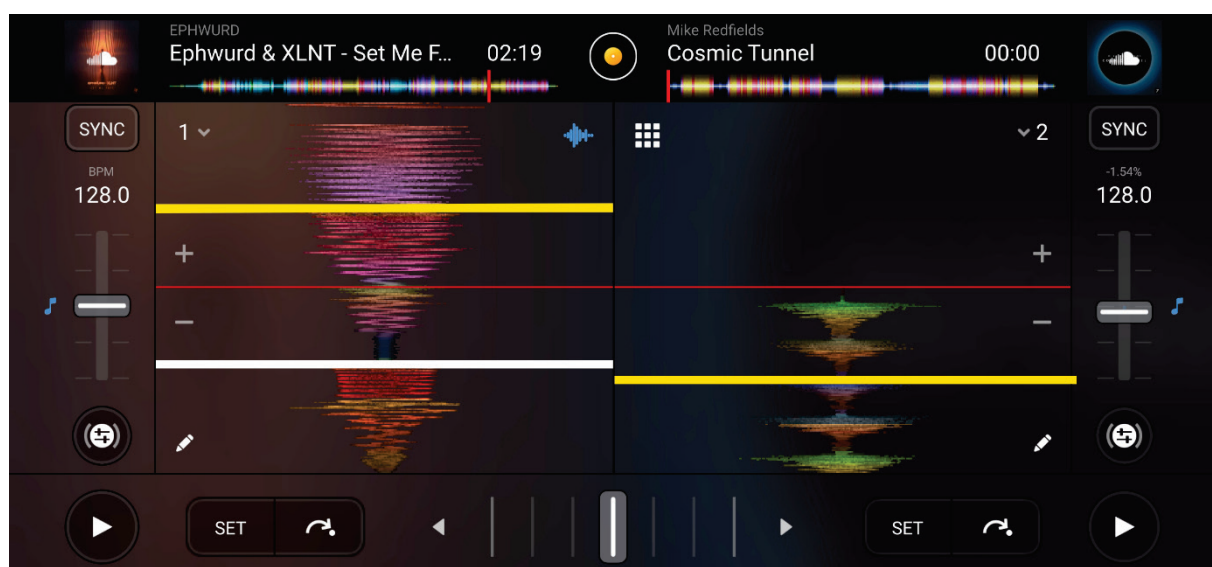 EPHWURD
Ephwurd & XLNT - Set Me F...
02:19
Mike Redfields
Cosmic Tunnel
00:00
SYNC
1
2
SYNC
BPM
128.0
-1.54%
128.0
+
+
−
−
SET
SET